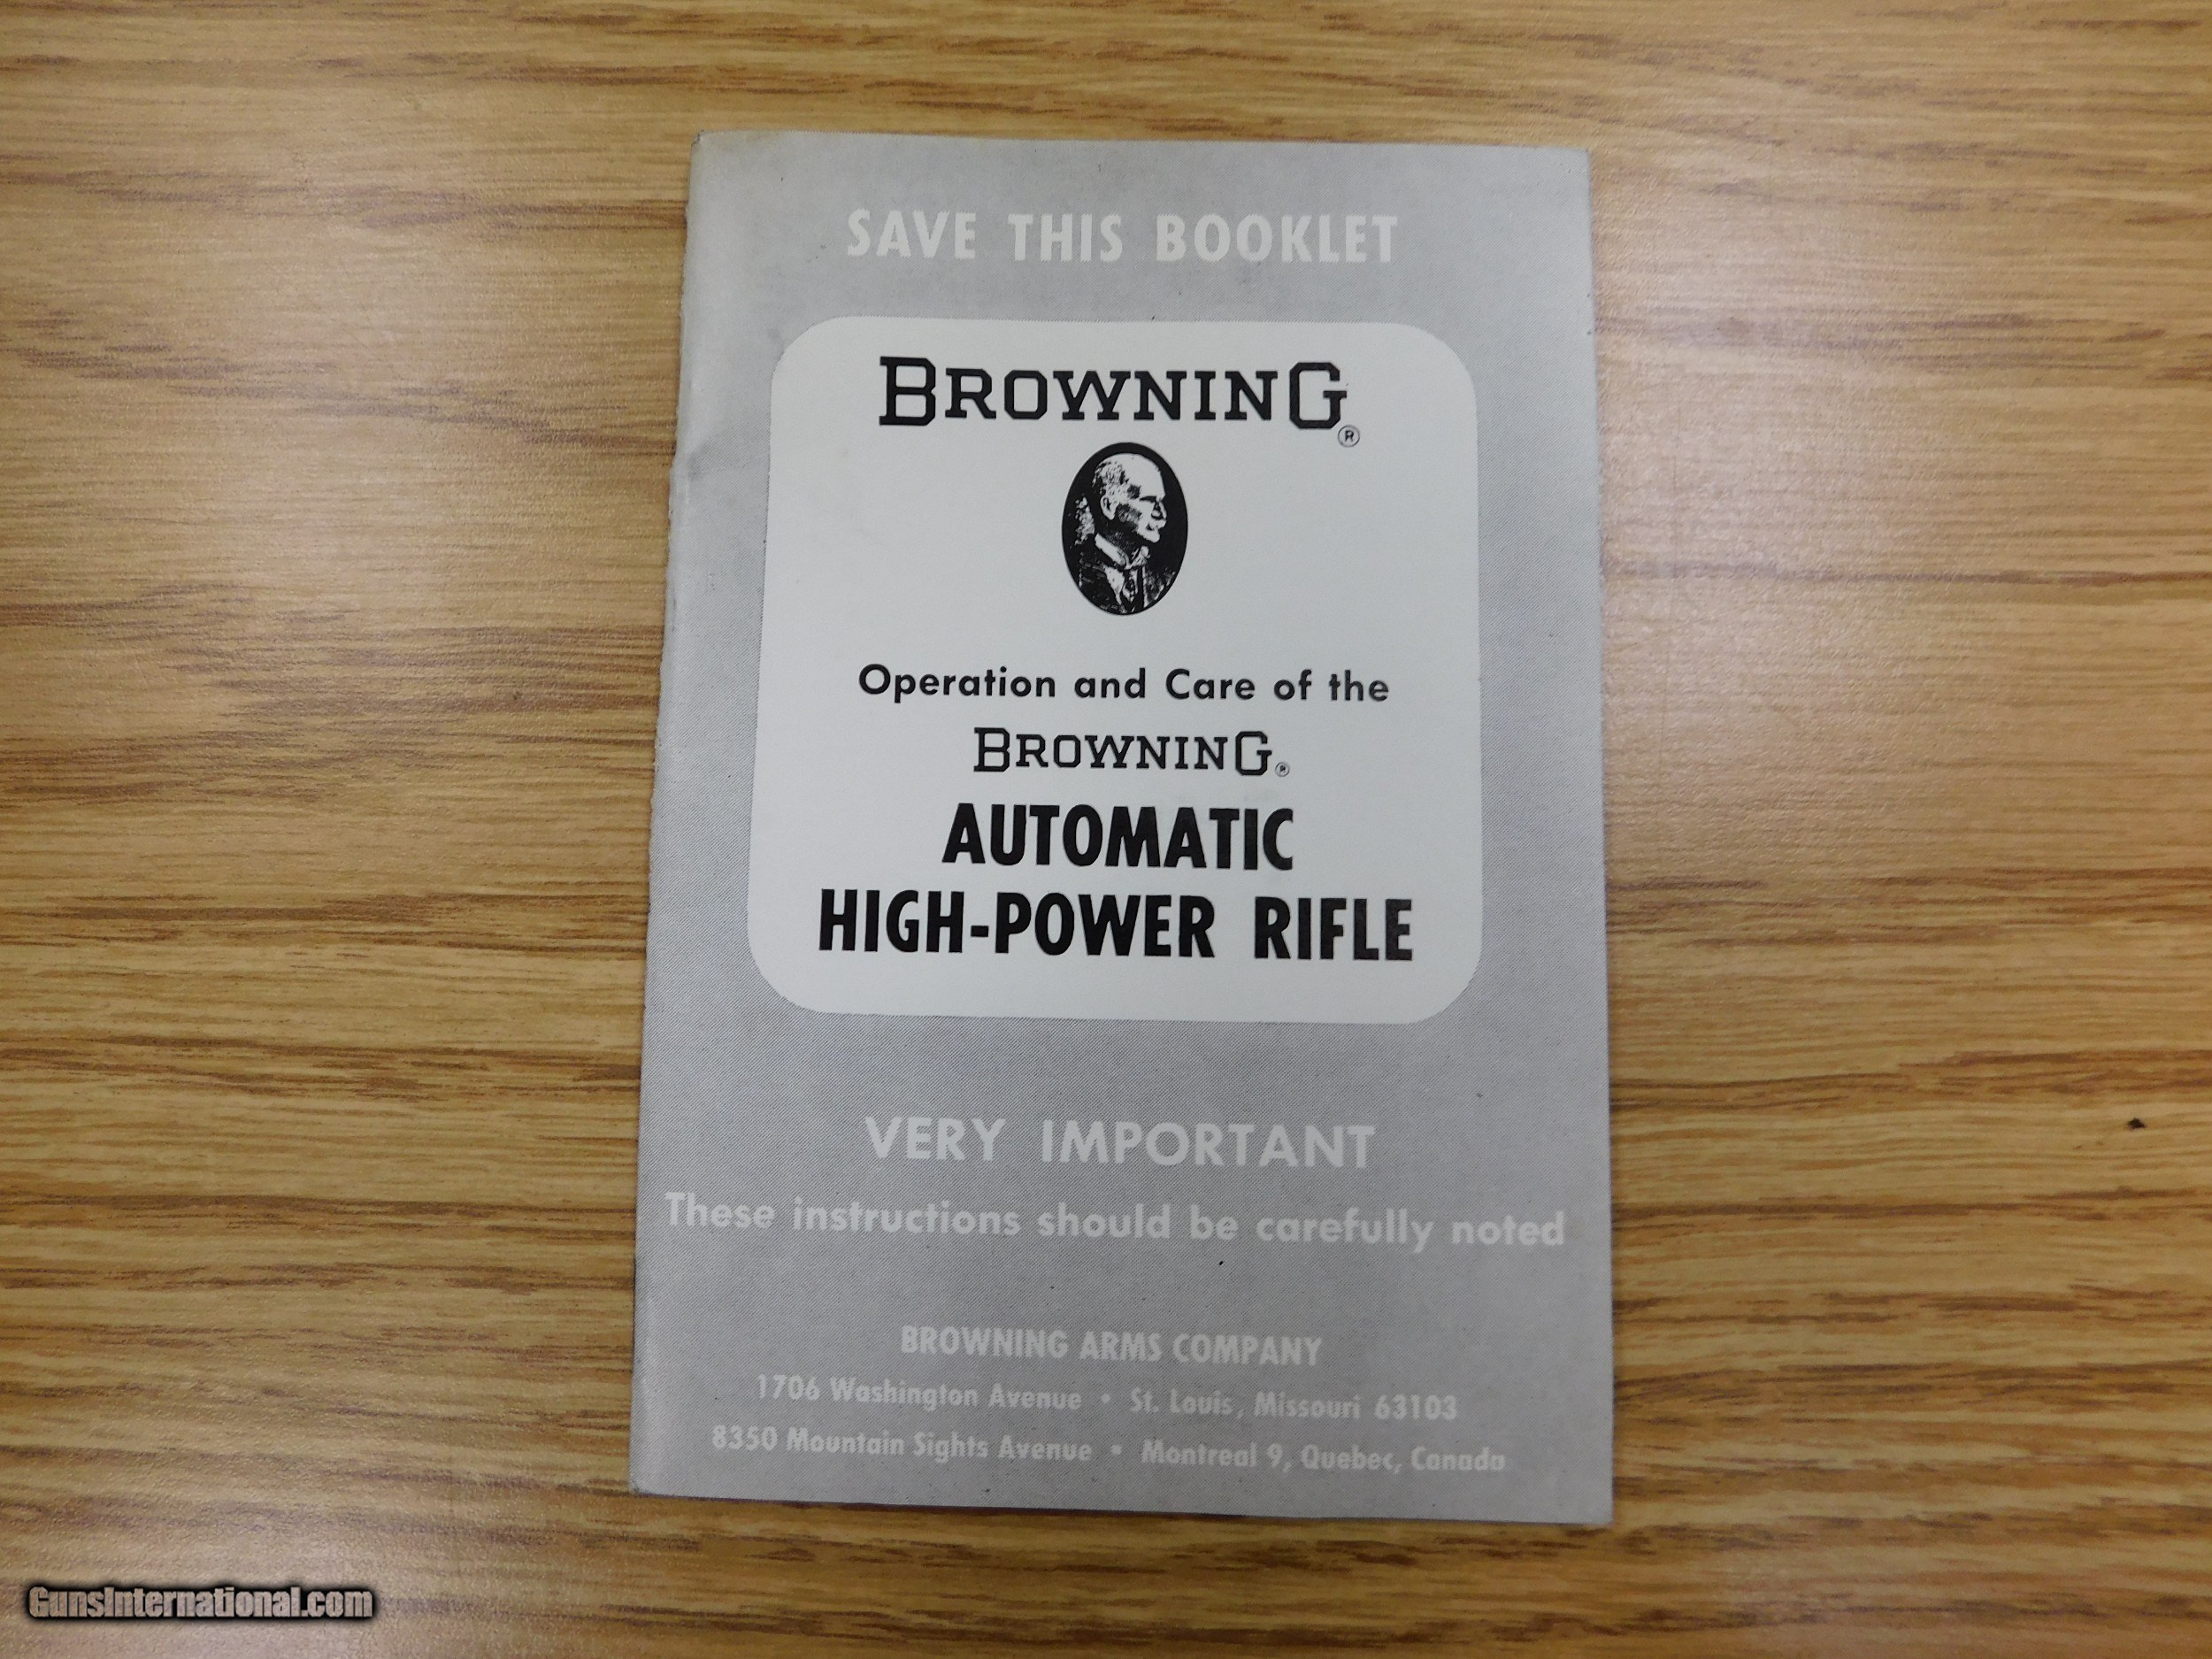 SAVE THIS BOOKLET
BROWNING®
Operation and Care of the
BROWNING®
AUTOMATIC
HIGH-POWER RIFLE
VERY IMPORTANT
These instructions should be carefully noted
BROWNING ARMS COMPANY
1706 Washington Avenue • St. Louis, Missouri 63103
8350 Mountain Sights Avenue • Montreal 9, Quebec, Canada
GunsInternational.com